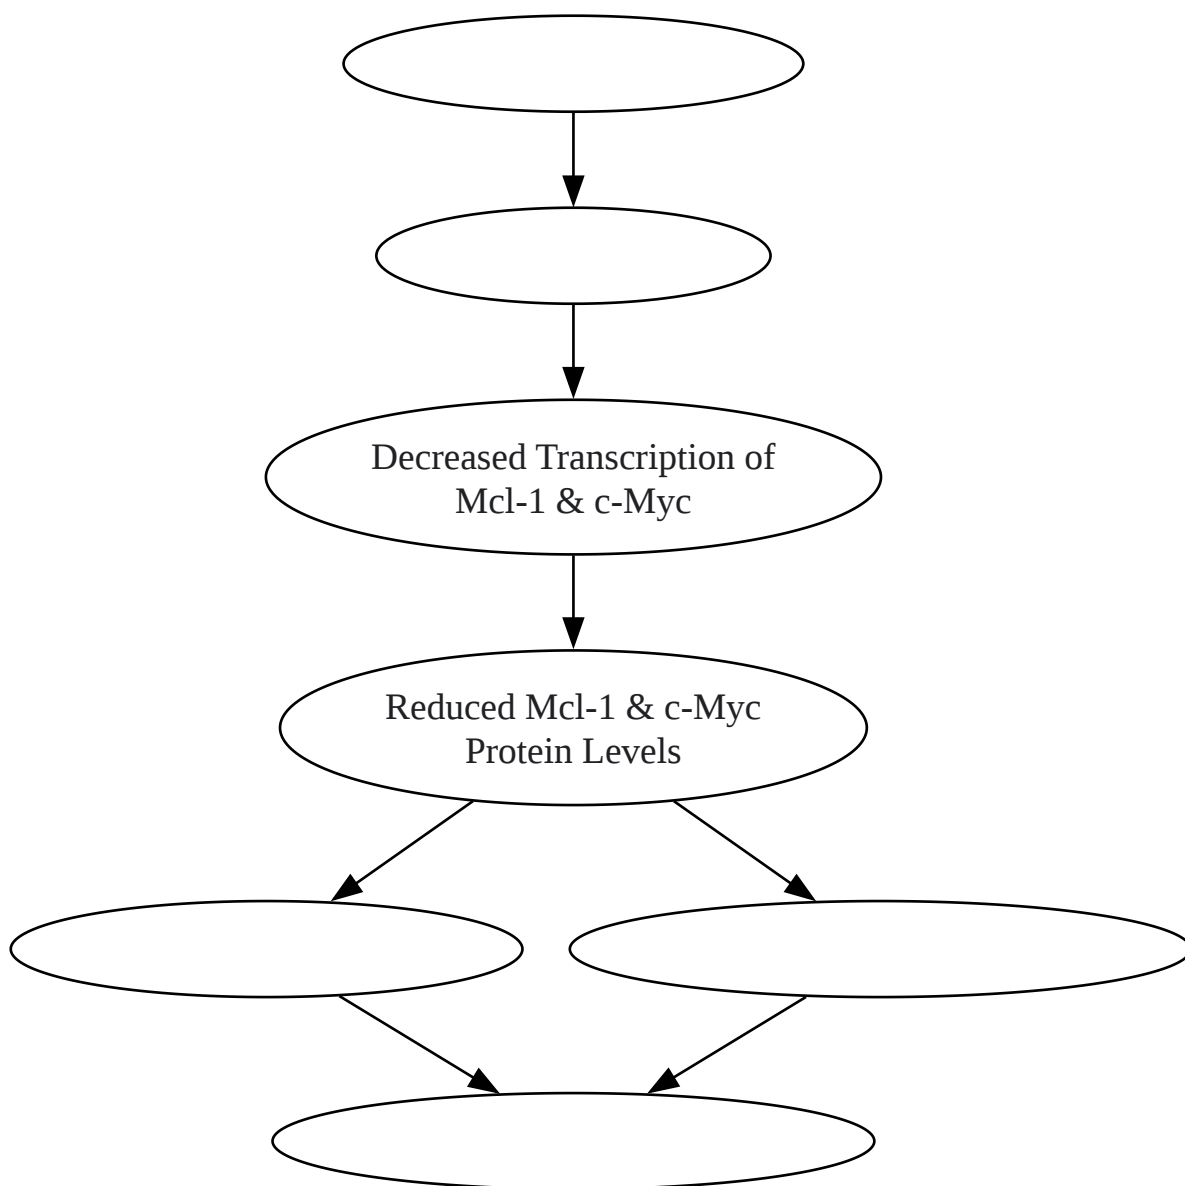 Decreased Transcription of
Mcl-1 & c-Myc
Reduced Mcl-1 & c-Myc
Protein Levels